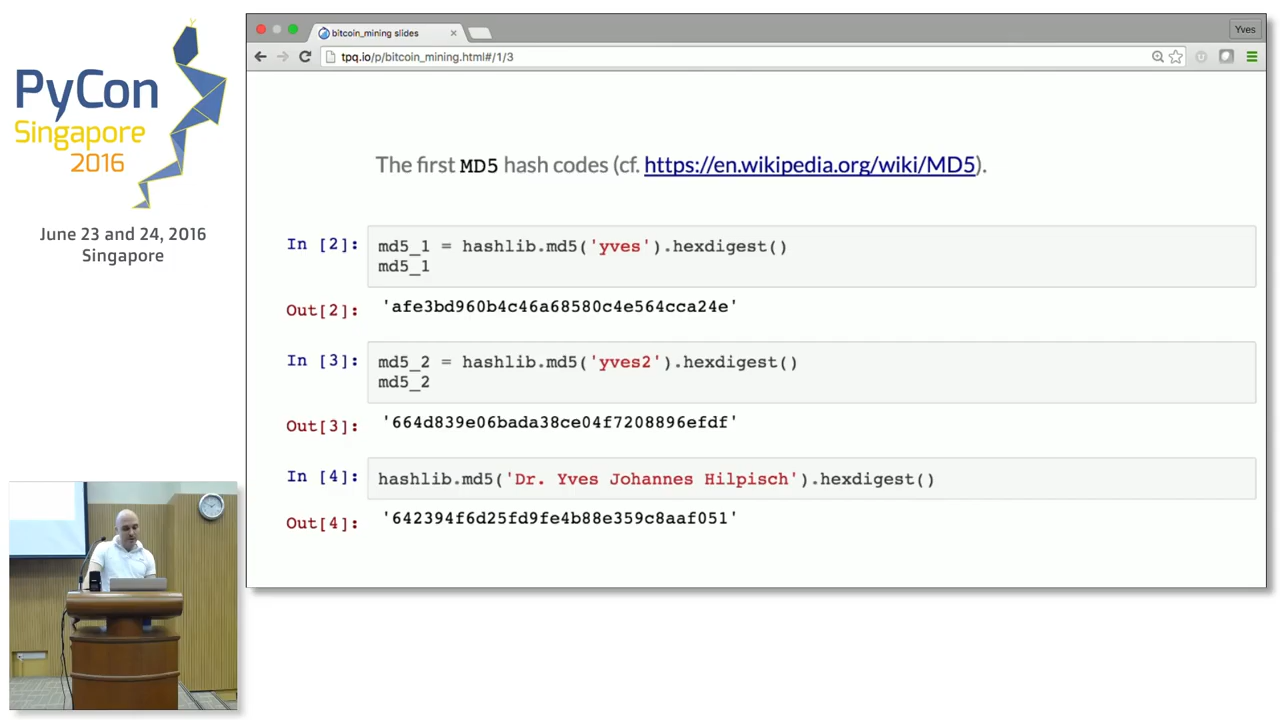 PyCon
Singapore
2016
June 23 and 24, 2016
Singapore
bitcoin_mining slides
Yves
tpq.io/p/bitcoin_mining.html#/1/3
The first MD5 hash codes (cf. https://en.wikipedia.org/wiki/MD5).
In [2]: md5_1 = hashlib.md5('yves').hexdigest()
md5_1
Out[2]: 'afe3bd960b4c46a68580c4e564cca24e'
In [3]: md5_2 = hashlib.md5('yves2').hexdigest()
md5_2
Out[3]: '664d839e06bada38ce04f7208896efdf'
In [4]: hashlib.md5('Dr. Yves Johannes Hilpisch').hexdigest()
Out[4]: '642394f6d25fd9fe4b88e359c8aaf051'